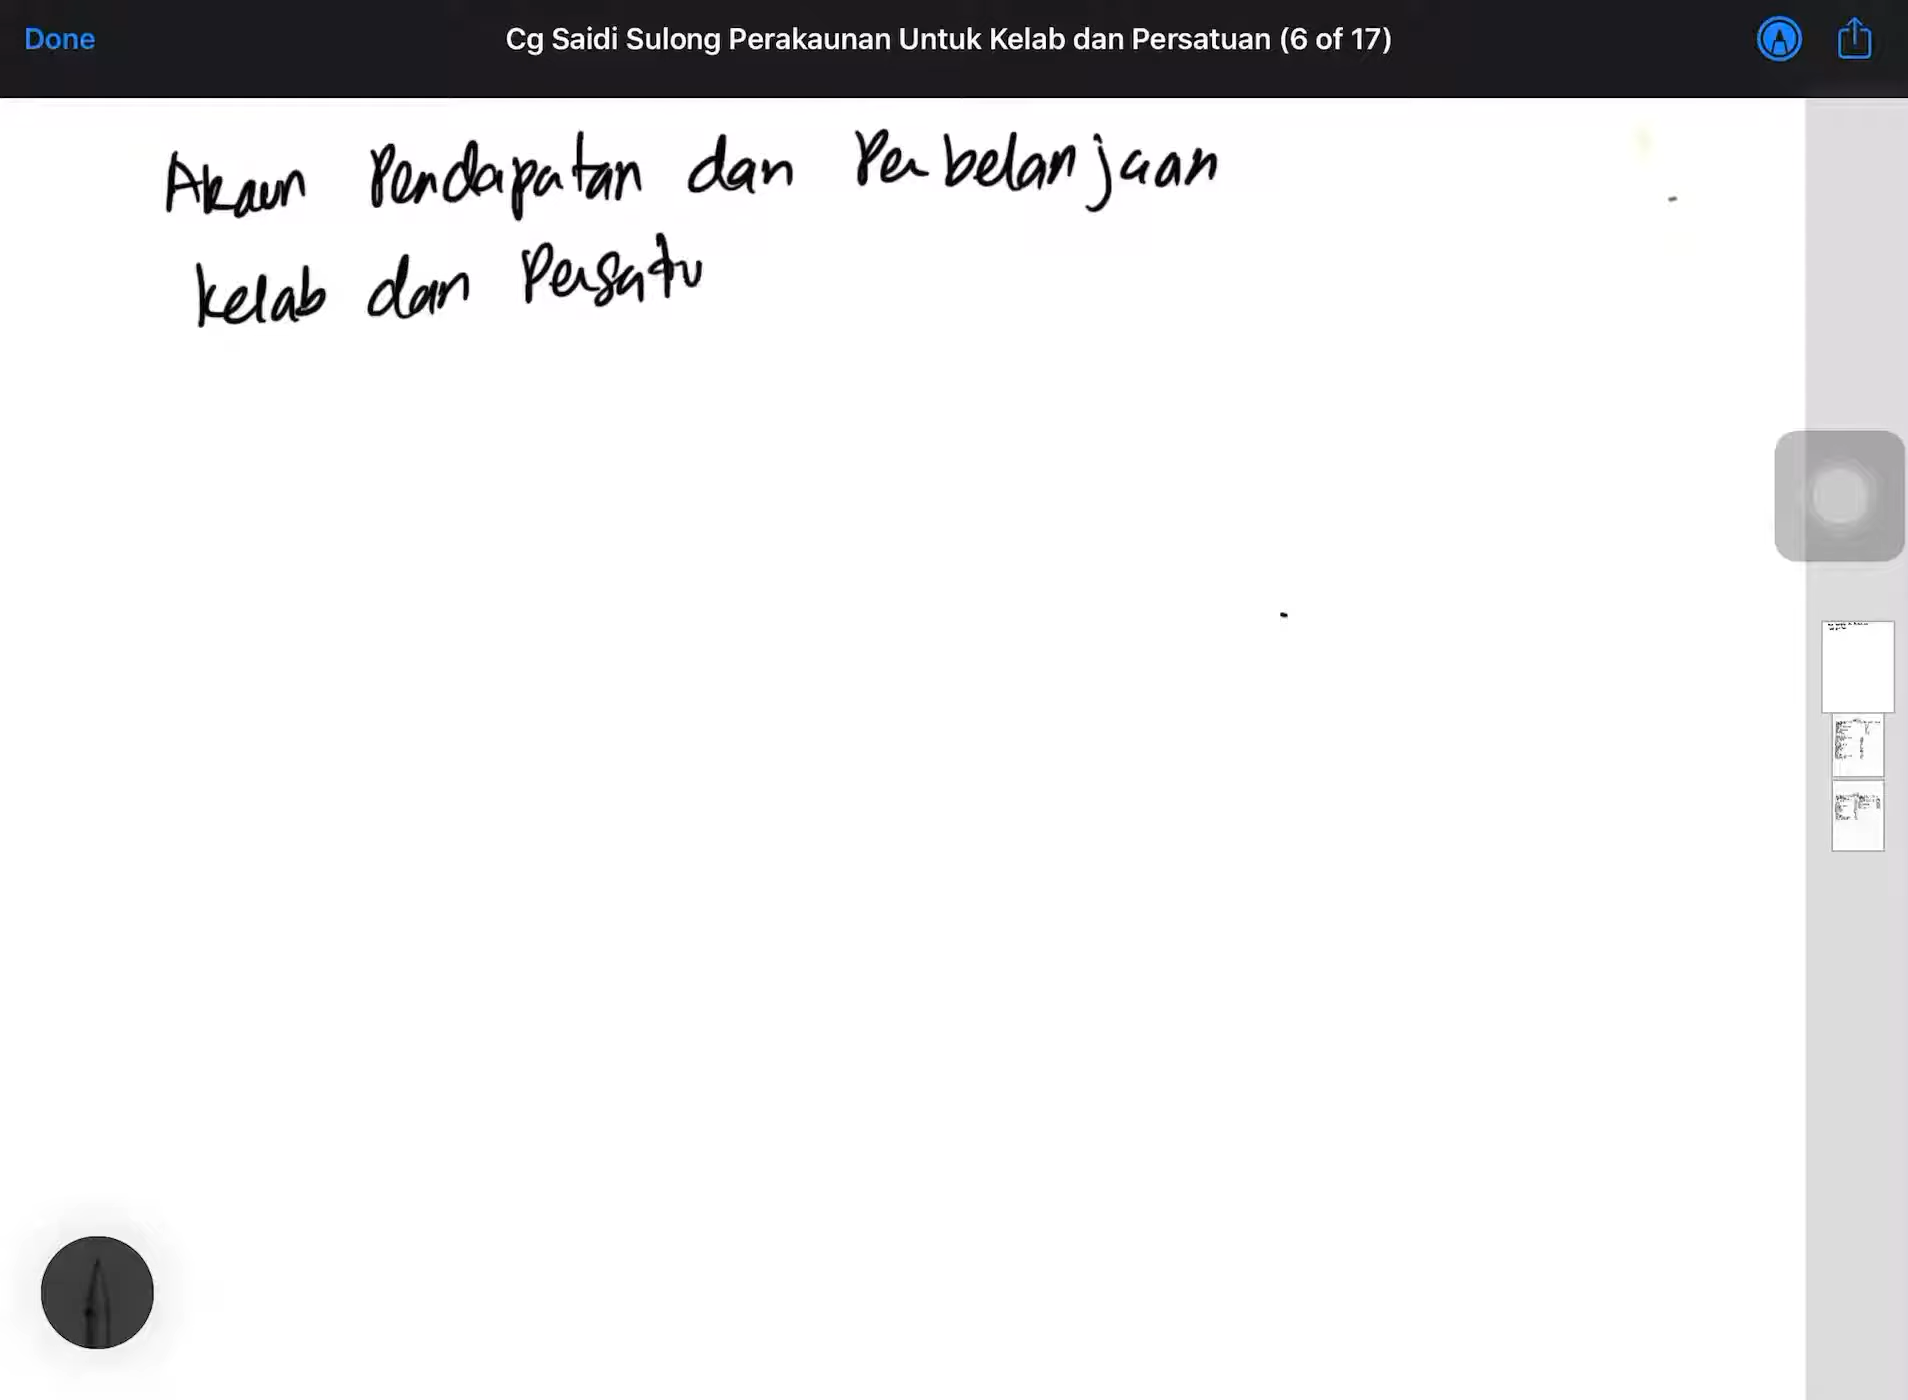 Done
Cg Saidi Sulong Perakaunan Untuk Kelab dan Persatuan (6 of 17)
Akaun Pendapatan dan Perbelanjaan
Kelab dan Persatu